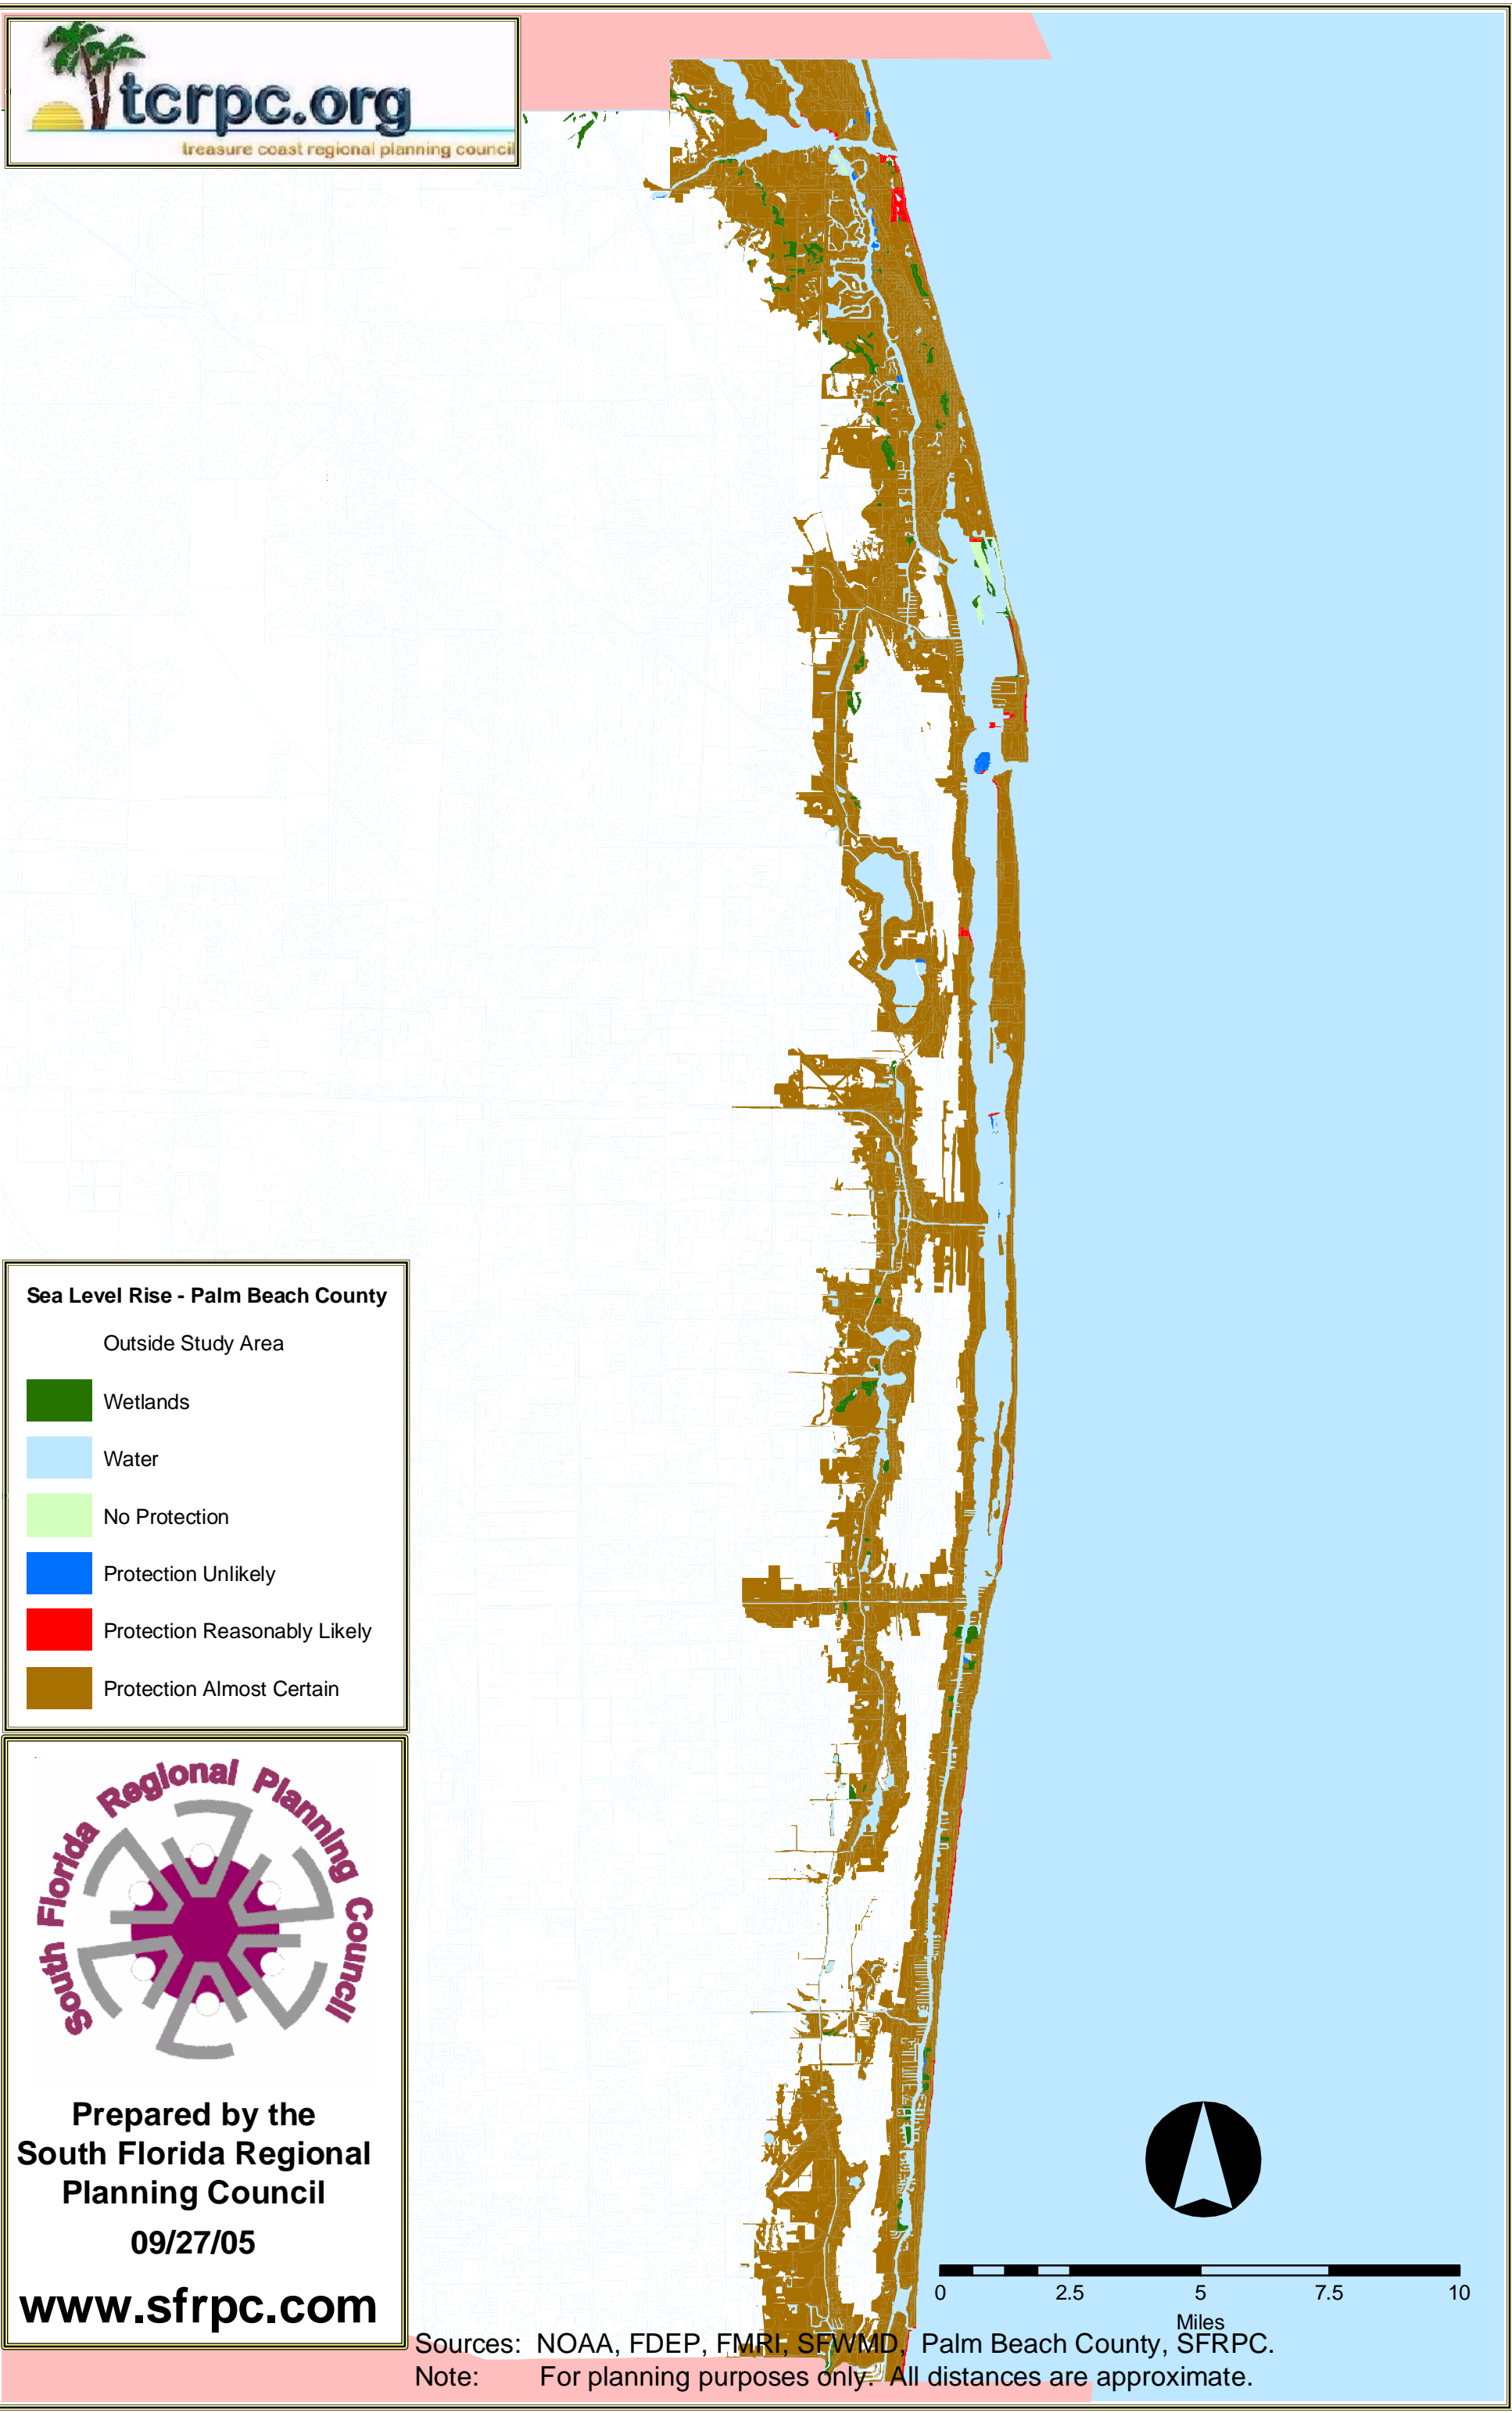 tcrpc.org
treasure coast regional planning council
Sea Level Rise - Palm Beach County
Outside Study Area
Wetlands
Water
No Protection
Protection Unlikely
Protection Reasonably Likely
Protection Almost Certain
South Florida Regional Planning Council
Prepared by the
South Florida Regional
Planning Council
09/27/05
www.sfrpc.com
0 2.5 5 7.5 10
Miles
Sources: NOAA, FDEP, FMRI, SFWMD, Palm Beach County, SFRPC.
Note: For planning purposes only. All distances are approximate.